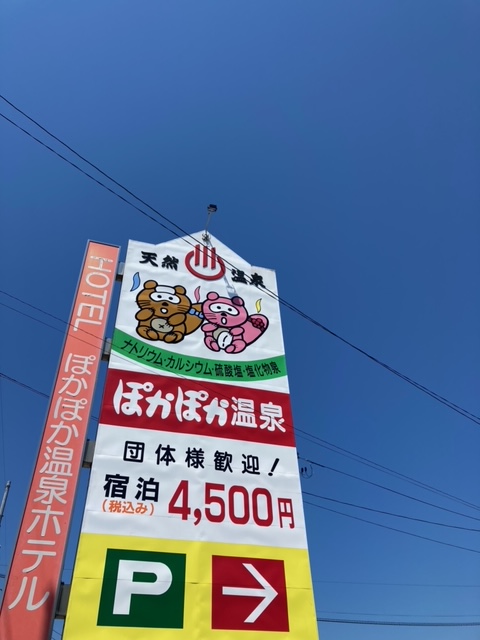 天然 温泉
ナトリウム・カルシウム・硫酸塩・塩化物泉
ぽかぽか温泉
団体様歓迎!
宿泊
(税込み)
4,500円
P
HOTEL ぽかぽか温泉ホテル